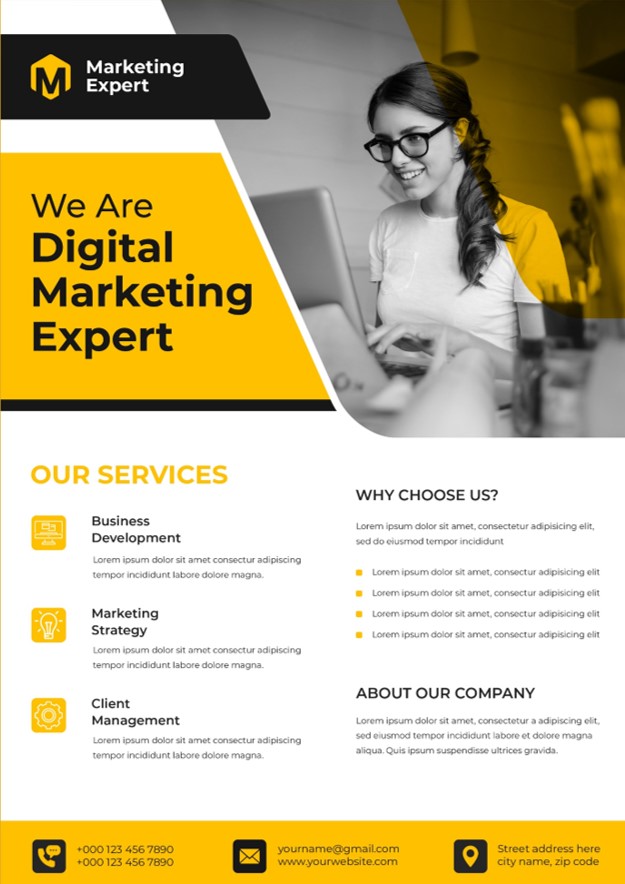 M
Marketing
Expert
We Are
Digital
Marketing
Expert
OUR SERVICES
Business
Development
Lorem ipsum dolor sit amet consectur adipiscing
tempor incididunt labore dolore magna.
Marketing
Strategy
Lorem ipsum dolor sit amet consectur adipiscing
tempor incididunt labore dolore magna.
Client
Management
Lorem ipsum dolor sit amet consectur adipiscing
tempor incididunt labore dolore magna.
WHY CHOOSE US?
Lorem ipsum dolor sit amet, consectetur adipisicing elit,
sed do eiusmod tempor incididunt
Lorem ipsum dolor sit amet, consectur adipisicing elit
Lorem ipsum dolor sit amet, consectur adipisicing elit
Lorem ipsum dolor sit amet, consectur adipisicing elit
Lorem ipsum dolor sit amet, consectur adipisicing elit
ABOUT OUR COMPANY
Lorem ipsum dolor sit amet, consectetur a adipiscing elit,
sed eiusmod tempor incididunt labore et dolore magna
aliqua. Quis ipsum suspendisse ultrices gravida.
+000 123 456 7890
+000 123 456 7890
yourname@gmail.com
www.yourwebsite.com
Street address here
city name, zip code